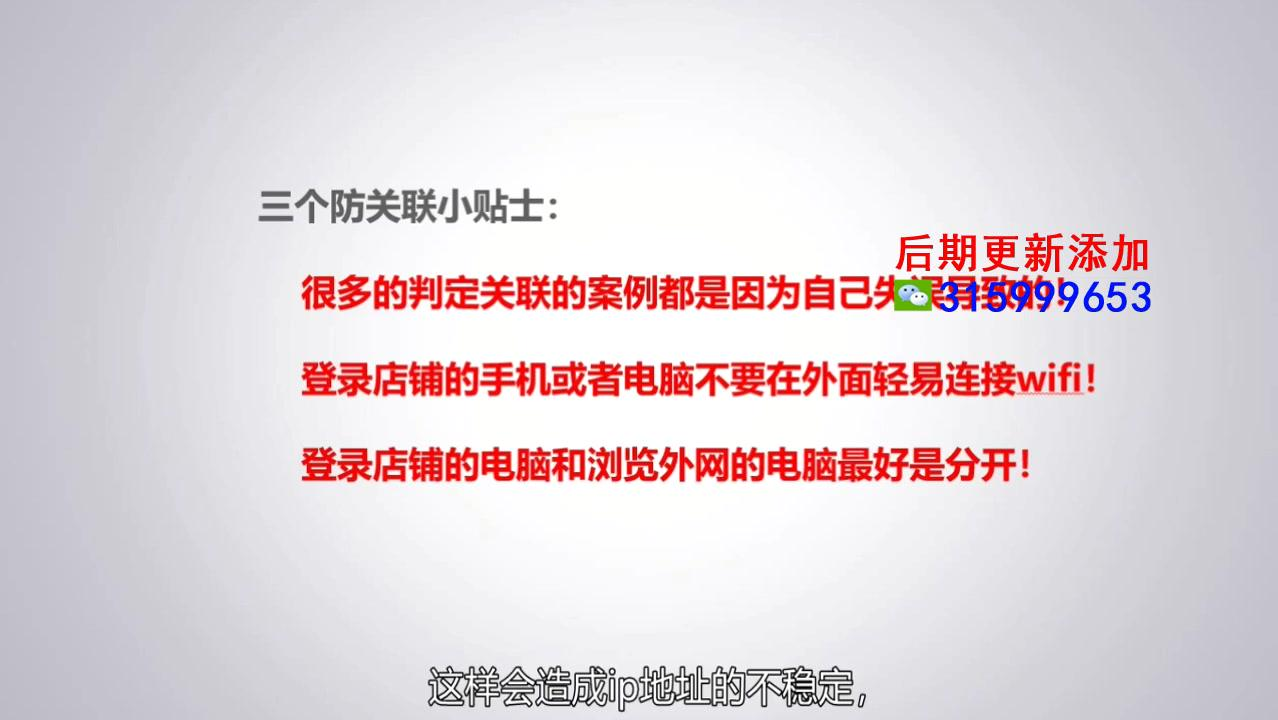 三个防关联小贴士：
后期更新添加
很多的判定关联的案例都是因为自己失误导致的！
315999653
登录店铺的手机或者电脑不要在外面轻易连接wifi！
登录店铺的电脑和浏览外网的电脑最好是分开！
这样会造成ip地址的不稳定，